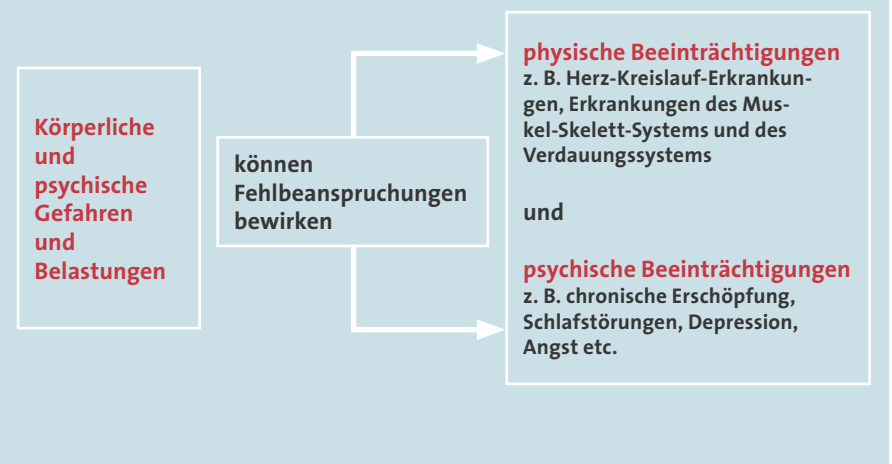 Körperliche
und
psychische
Gefahren
und
Belastungen
können
Fehlbeanspruchungen
bewirken
physische Beeinträchtigungen
z. B. Herz-Kreislauf-Erkrankun-
gen, Erkrankungen des Mus-
kel-Skelett-Systems und des
Verdauungssystems
und
psychische Beeinträchtigungen
z. B. chronische Erschöpfung,
Schlafstörungen, Depression,
Angst etc.